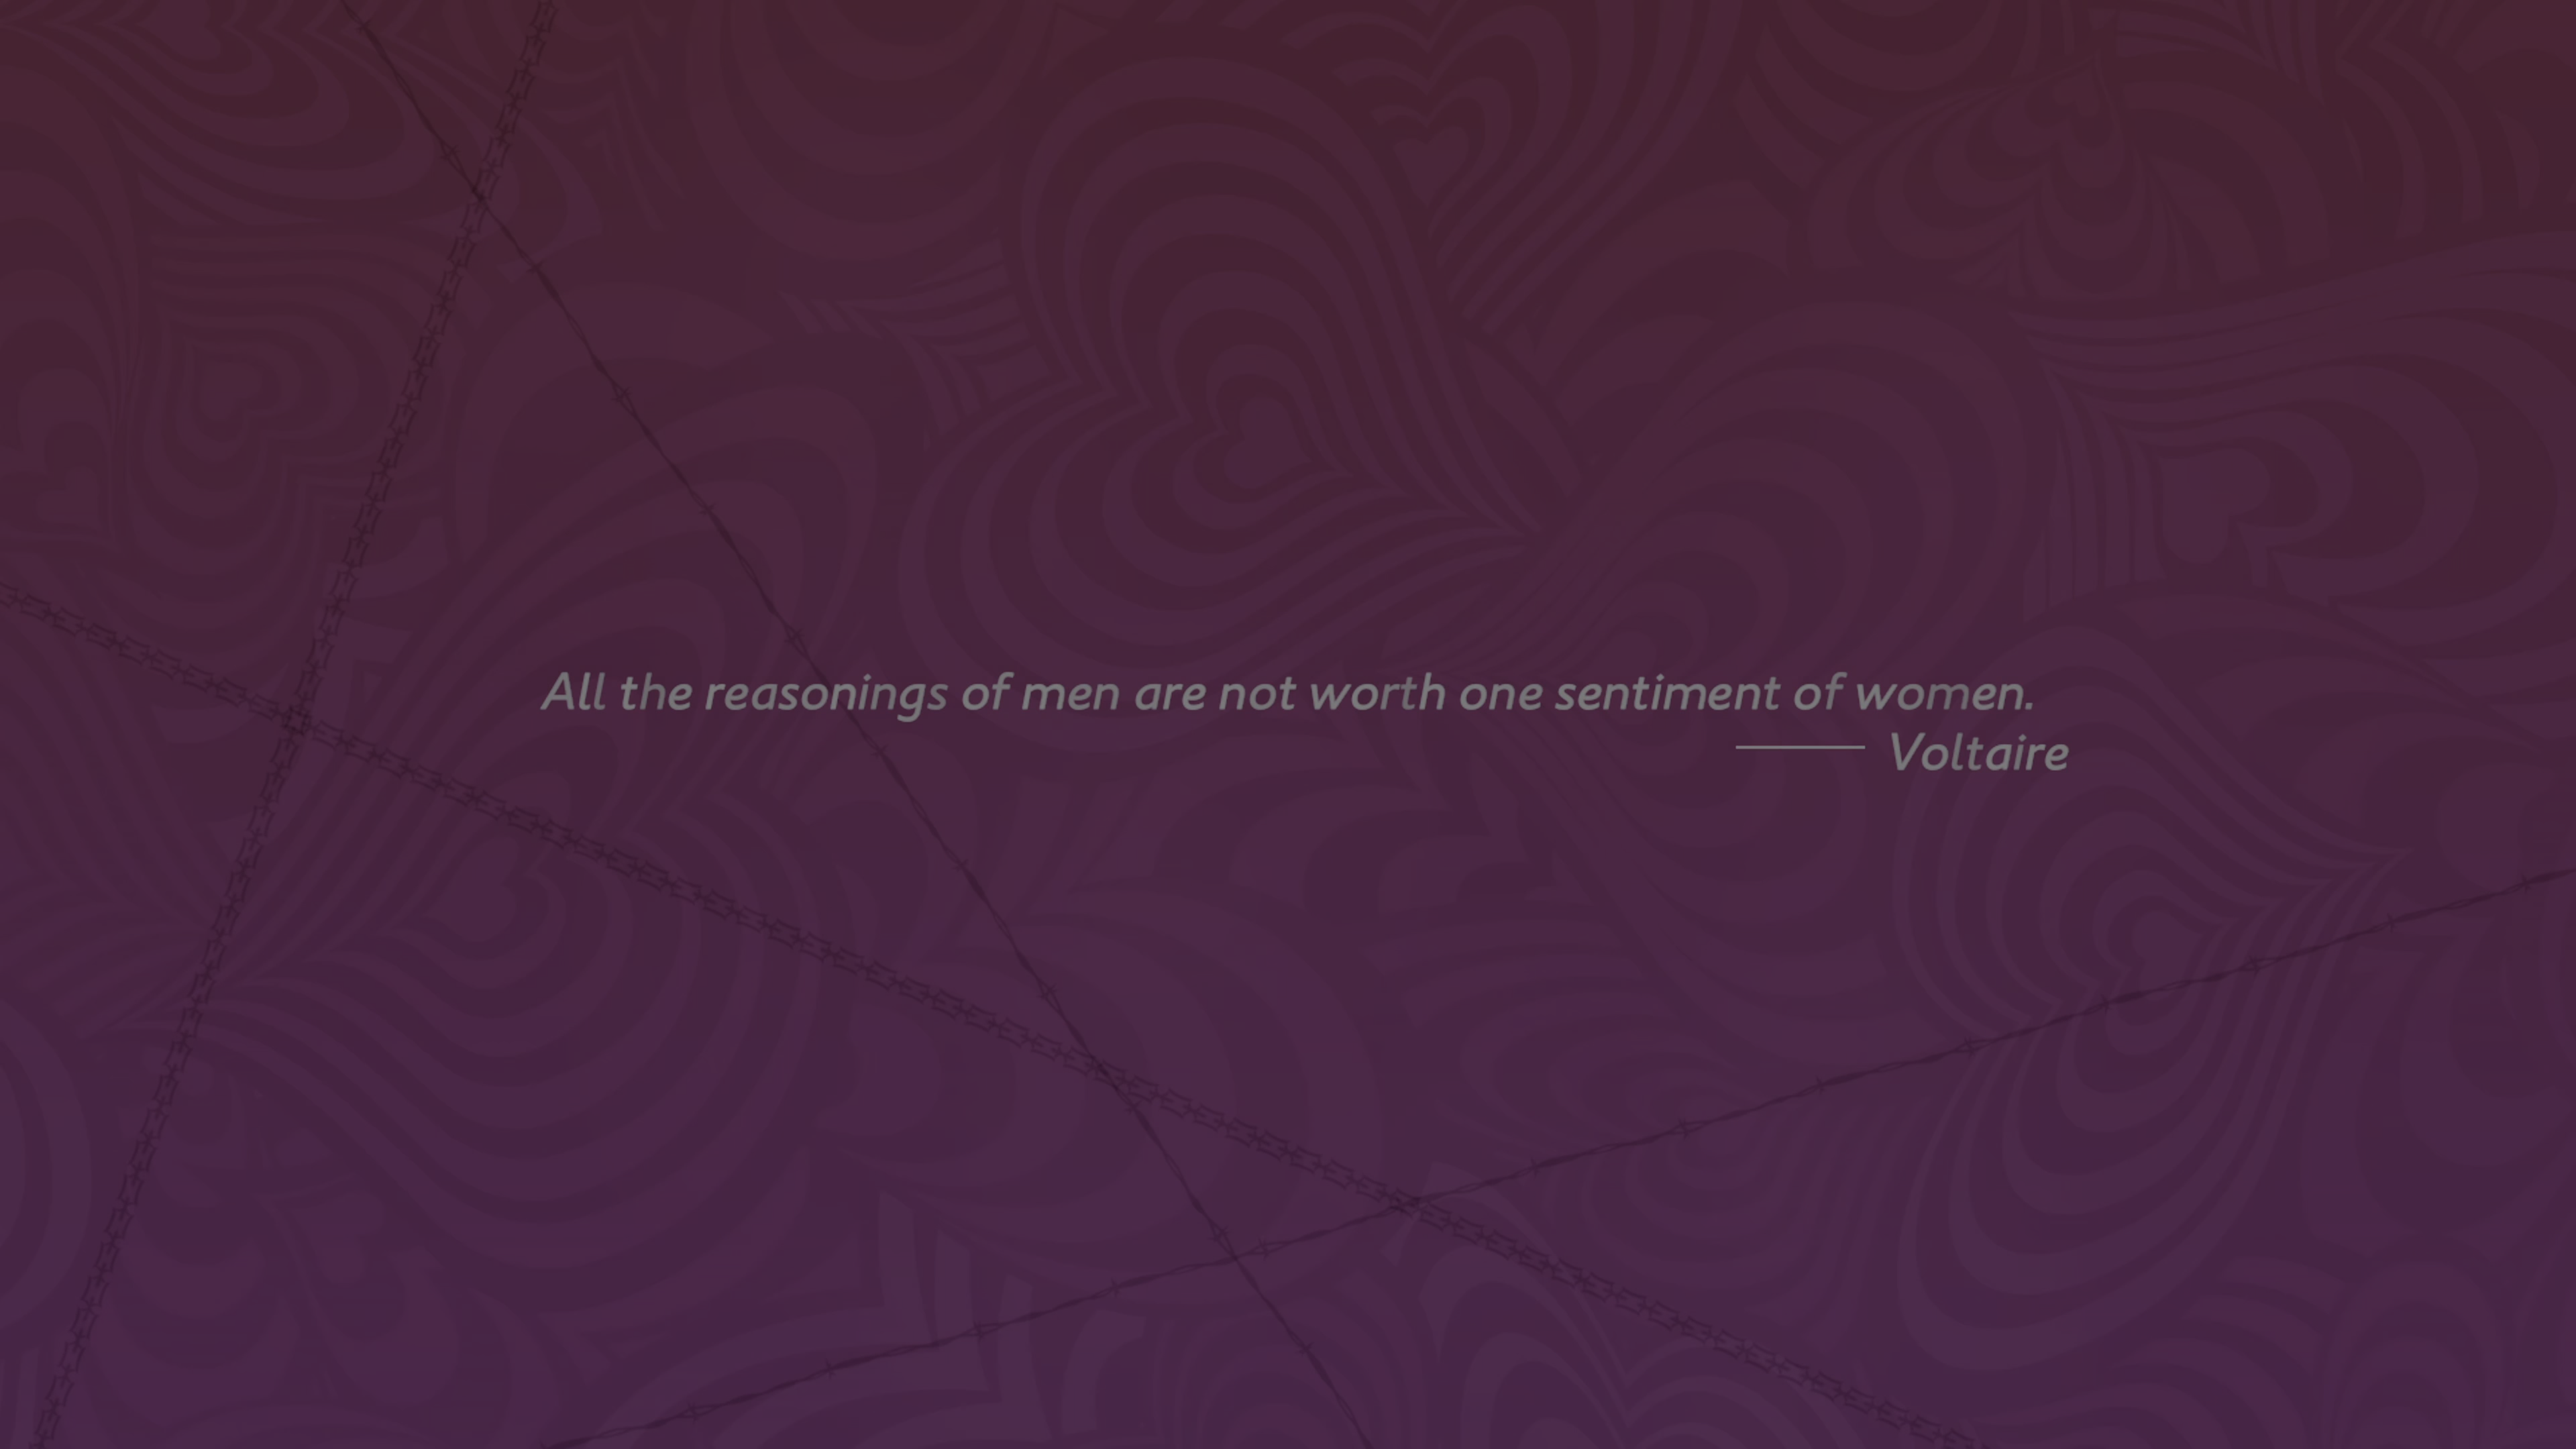 All the reasonings of men are not worth one sentiment of women.
—— Voltaire